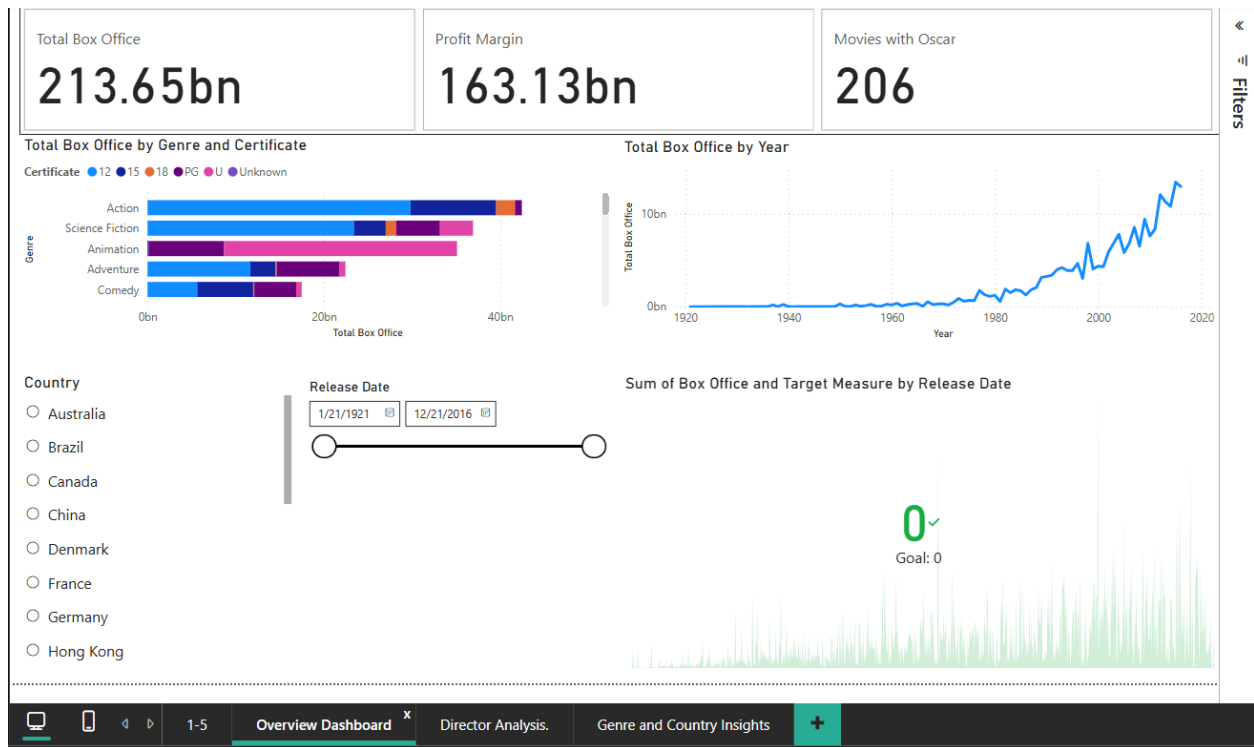 Total Box Office
213.65bn
Profit Margin
163.13bn
Movies with Oscar
206
Filters
Total Box Office by Genre and Certificate
Certificate 12 15 18 PG U Unknown
Genre
Action
Science Fiction
Animation
Adventure
Comedy
0bn 20bn 40bn
Total Box Office
Total Box Office by Year
Total Box Office
10bn
0bn
1920 1940 1960 1980 2000 2020
Year
Country
Australia
Brazil
Canada
China
Denmark
France
Germany
Hong Kong
Release Date
1/21/1921 12/21/2016
Sum of Box Office and Target Measure by Release Date
0
Goal: 0
1-5 Overview Dashboard x Director Analysis. Genre and Country Insights +